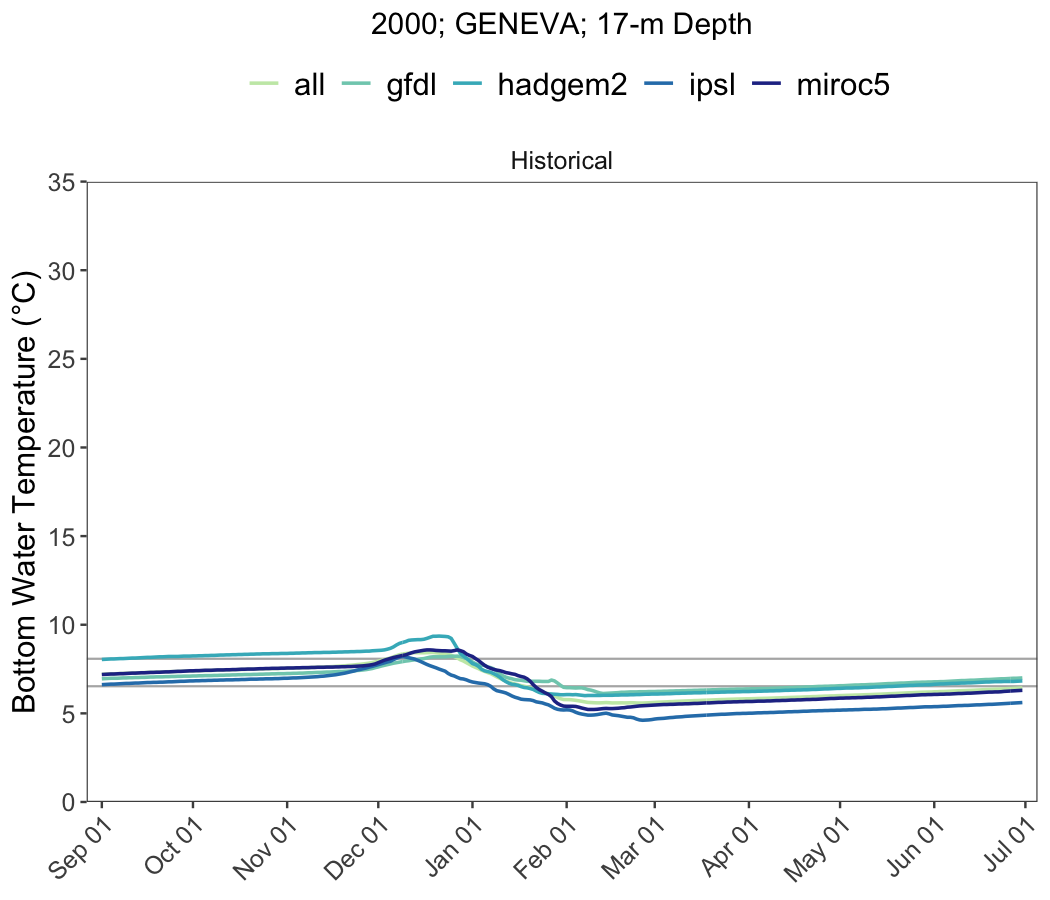 2000; GENEVA; 17-m Depth
all gfdl hadgem2 ipsl miroc5
Historical
Bottom Water Temperature (°C)
35
30
25
20
15
10
5
0
Sep 01 Oct 01 Nov 01 Dec 01 Jan 01 Feb 01 Mar 01 Apr 01 May 01 Jun 01 Jul 01